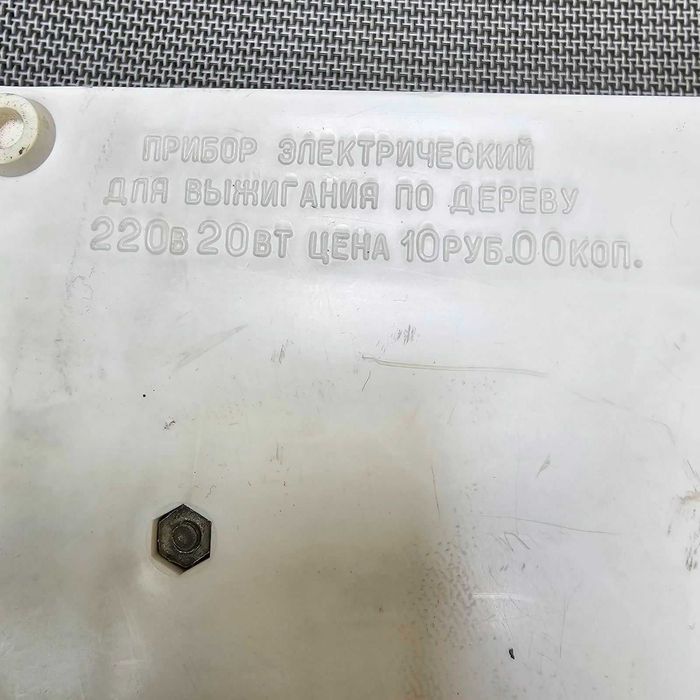 ПРИБОР ЭЛЕКТРИЧЕСКИЙ
ДЛЯ ВЫЖИГАНИЯ ПО ДЕРЕВУ
220В 20ВТ ЦЕНА 10РУБ.00КОП.